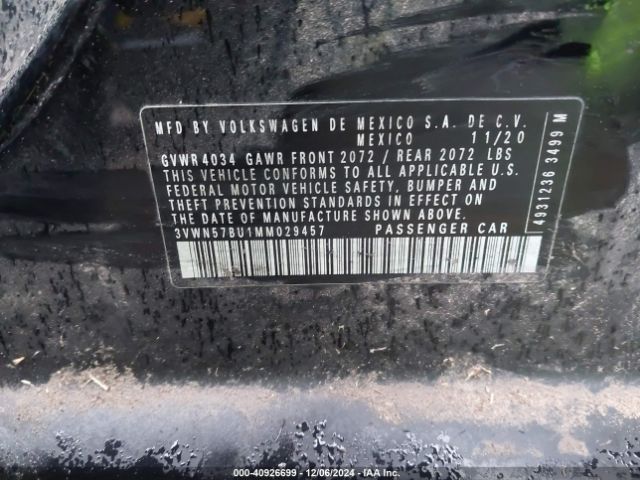 MFD BY VOLKSWAGEN DE MEXICO S.A. DE C.V.
MEXICO 11/20
GVWR 4034 GAWR FRONT 2072 / REAR 2072 LBS
THIS VEHICLE CONFORMS TO ALL APPLICABLE U.S.
FEDERAL MOTOR VEHICLE SAFETY, BUMPER AND
THEFT PREVENTION STANDARDS IN EFFECT ON
THE DATE OF MANUFACTURE SHOWN ABOVE.
3VWN57BU1MM029457 PASSENGER CAR
4931236 3499 M
000-40926699 - 12/06/2024 - IAA Inc.